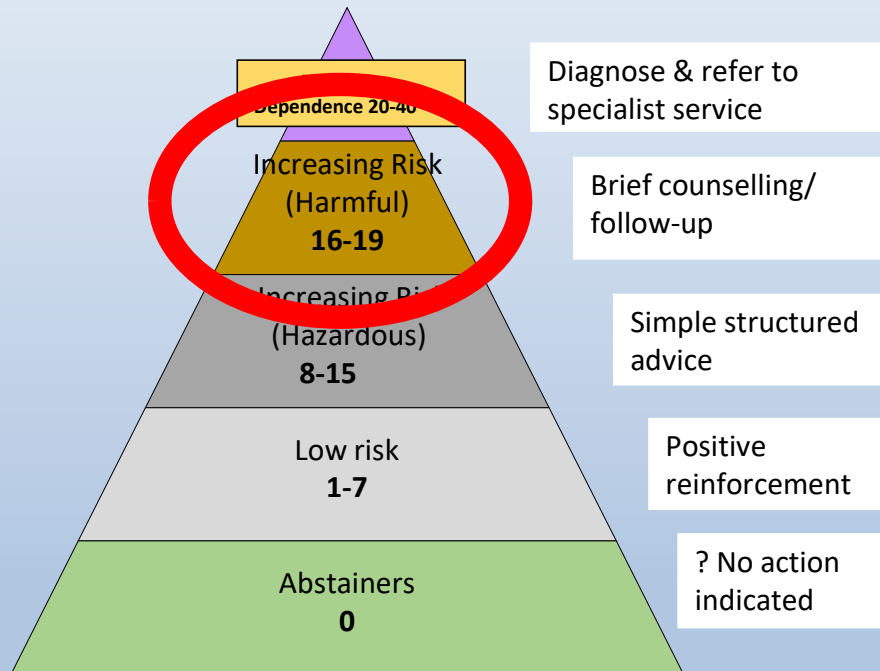 Dependence 20-40
Diagnose & refer to
specialist service
Increasing Risk
(Harmful)
16-19
Brief counselling/
follow-up
Increasing
(Hazardous)
8-15
Simple structured
advice
Low risk
1-7
Positive
reinforcement
Abstainers
0
? No action
indicated